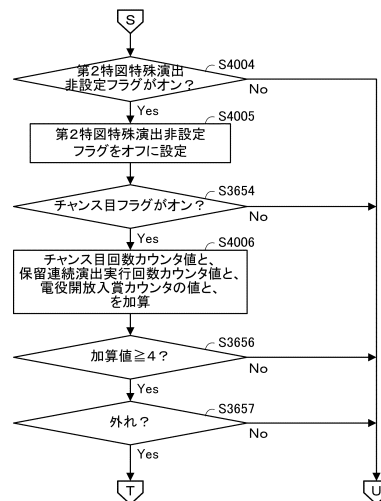 S
第2特図特殊演出
非設定フラグがオン？
S4004
No
Yes
S4005
第2特図特殊演出非設定
フラグをオフに設定
チャンス目フラグがオン？
S3654
No
Yes
S4006
チャンス目回数カウンタ値と、
保留連続演出実行回数カウンタ値と、
電役開放入賞カウンタの値と、
を加算
加算値≧4？
S3656
No
Yes
外れ？
S3657
No
Yes
T
U